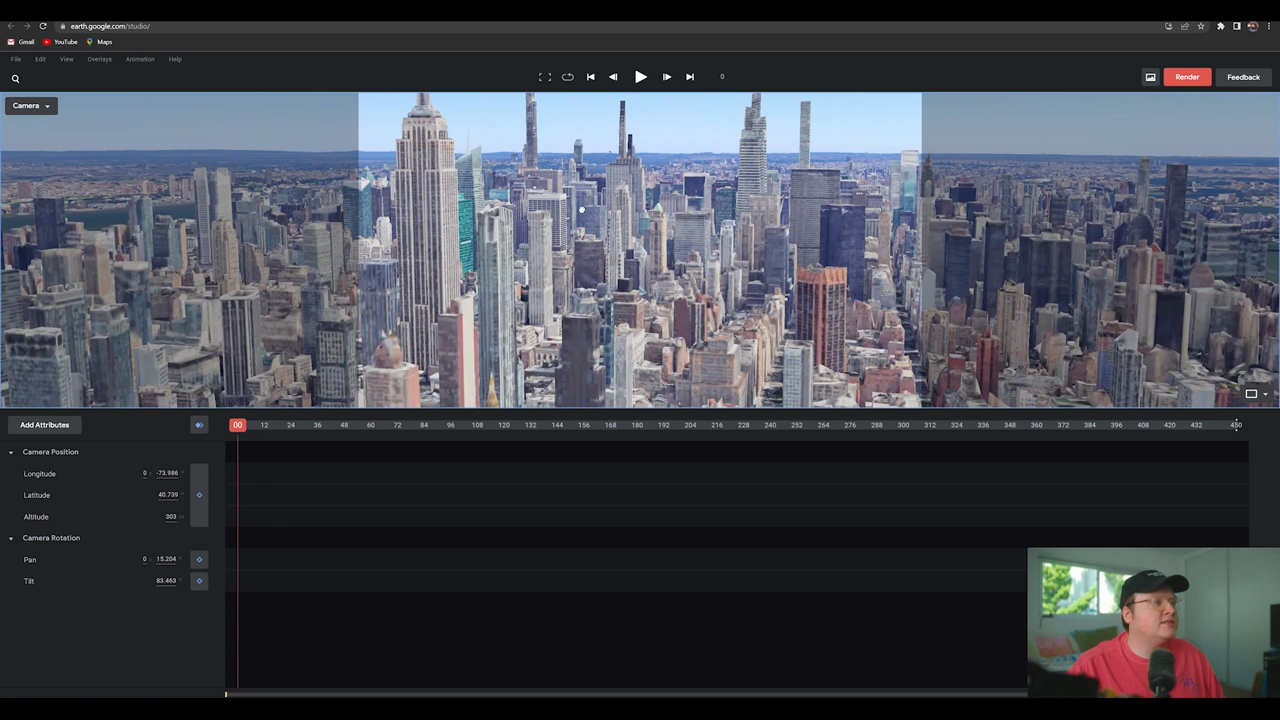 earth.google.com/studio/
Gmail YouTube Maps
File Edit View Overlays Animation Help
0 Render Feedback
Camera
Add Attributes 00 12 24 36 48 60 72 84 96 108 120 132 144 156 168 180 192 204 216 228 240 252 264 276 288 300 312 324 336 348 360 372 384 396 408 420 432 450
Camera Position
Longitude 0 x -73.986 °
Latitude 40.739 °
Altitude 303 m
Camera Rotation
Pan 0 x 15.204 °
Tilt 83.463 °